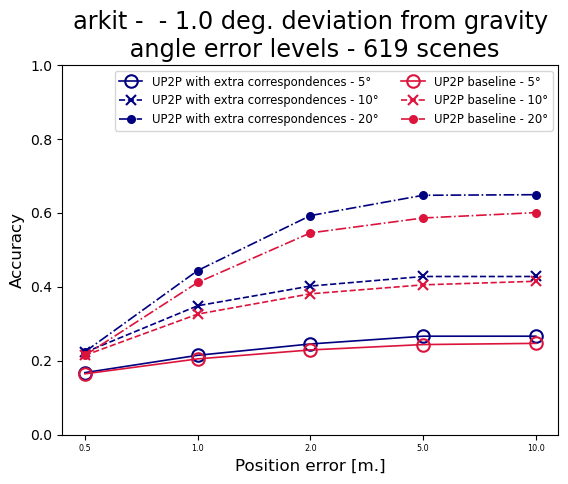 arkit -  - 1.0 deg. deviation from gravity
angle error levels - 619 scenes
UP2P with extra correspondences - 5°
UP2P with extra correspondences - 10°
UP2P with extra correspondences - 20°
UP2P baseline - 5°
UP2P baseline - 10°
UP2P baseline - 20°
Accuracy
1.0
0.8
0.6
0.4
0.2
0.0
0.5 1.0 2.0 5.0 10.0
Position error [m.]